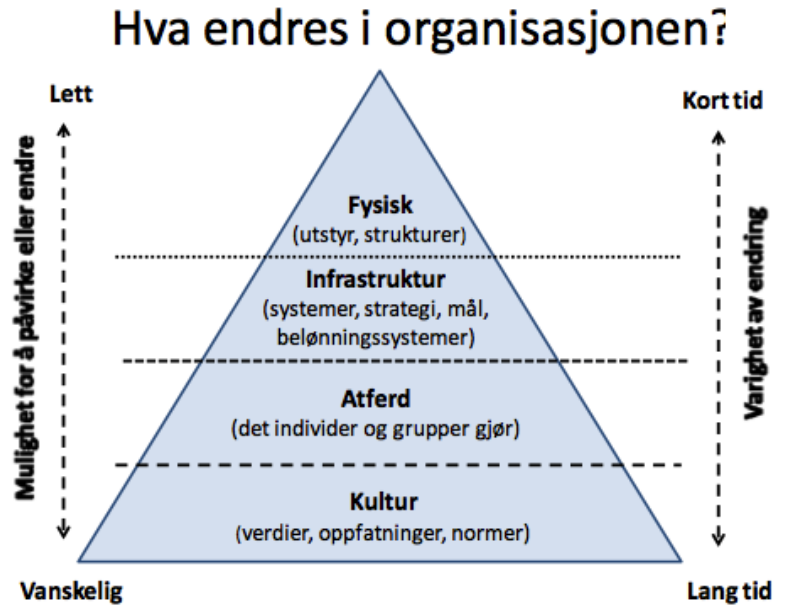 Hva endres i organisasjonen?
Lett
Kort tid
Mulighet for å påvirke eller endre
Fysisk
(utstyr, strukturer)
Infrastruktur
(systemer, strategi, mål,
belønningssystemer)
Atferd
(det individer og grupper gjør)
Kultur
(verdier, oppfatninger, normer)
Varighet av endring
Vanskelig
Lang tid